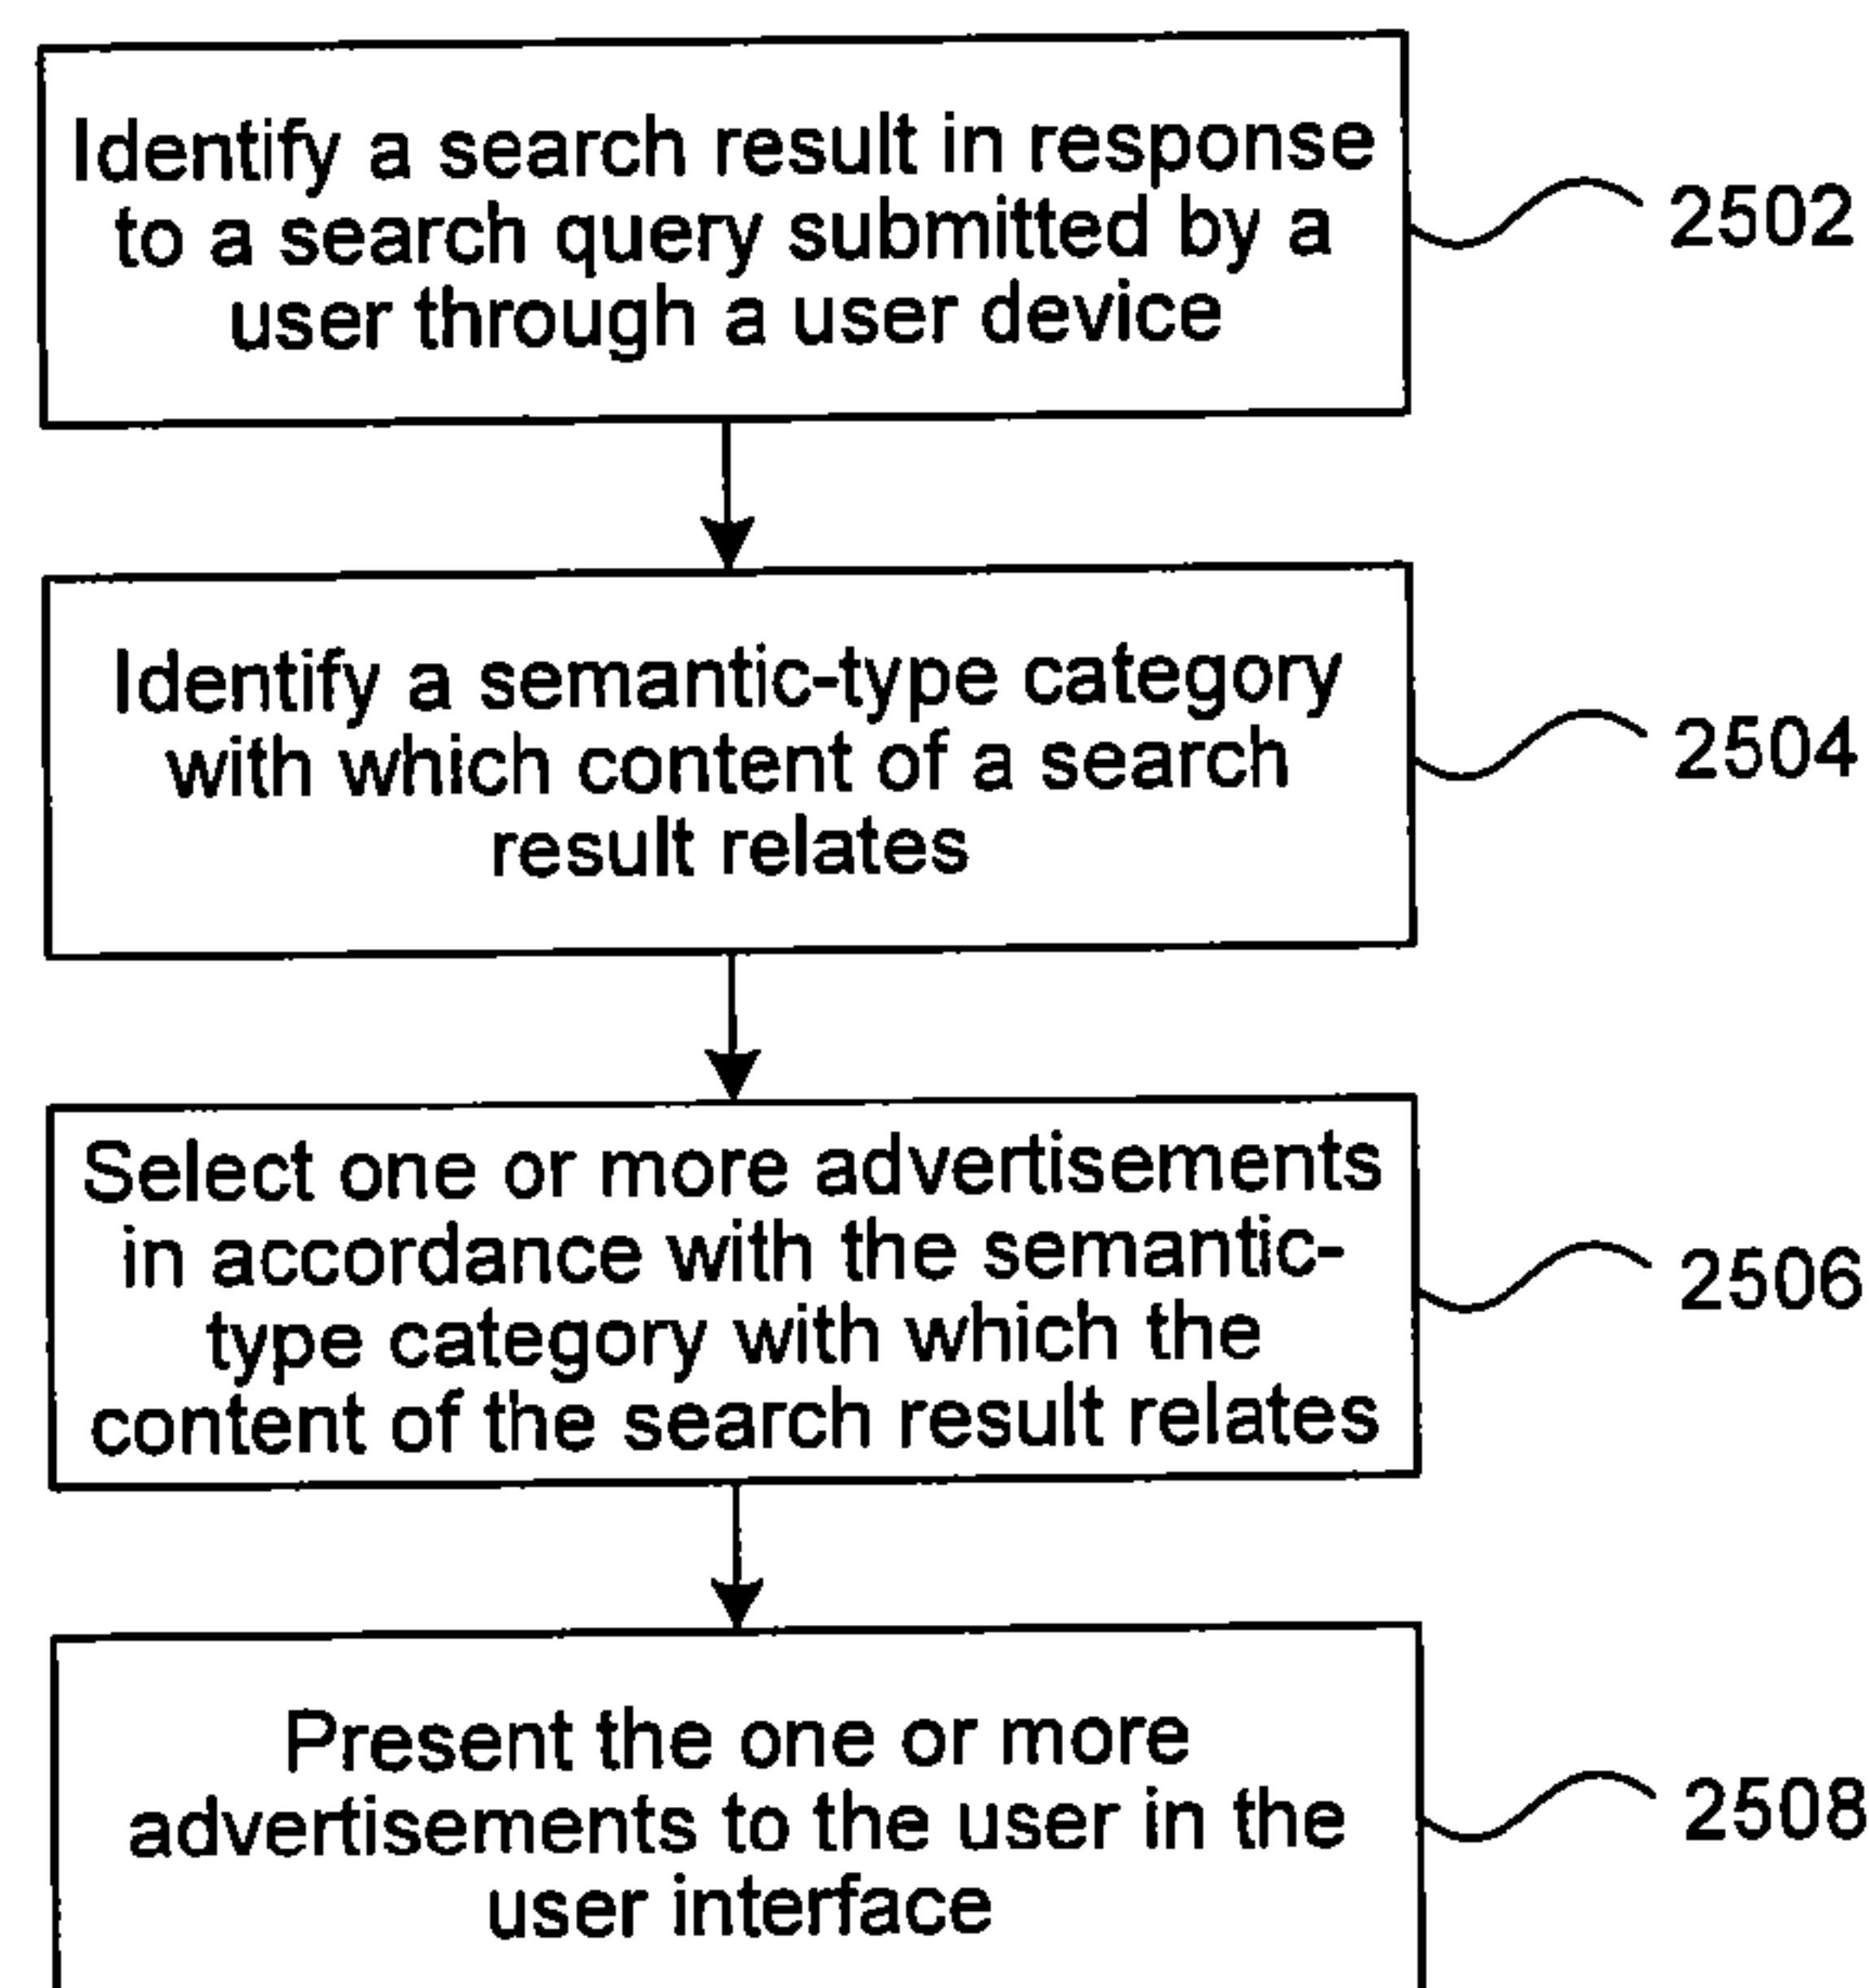 Identify a search result in response
to a search query submitted by a
user through a user device
2502
Identify a semantic-type category
with which content of a search
result relates
2504
Select one or more advertisements
in accordance with the semantic-
type category with which the
content of the search result relates
2506
Present the one or more
advertisements to the user in the
user interface
2508